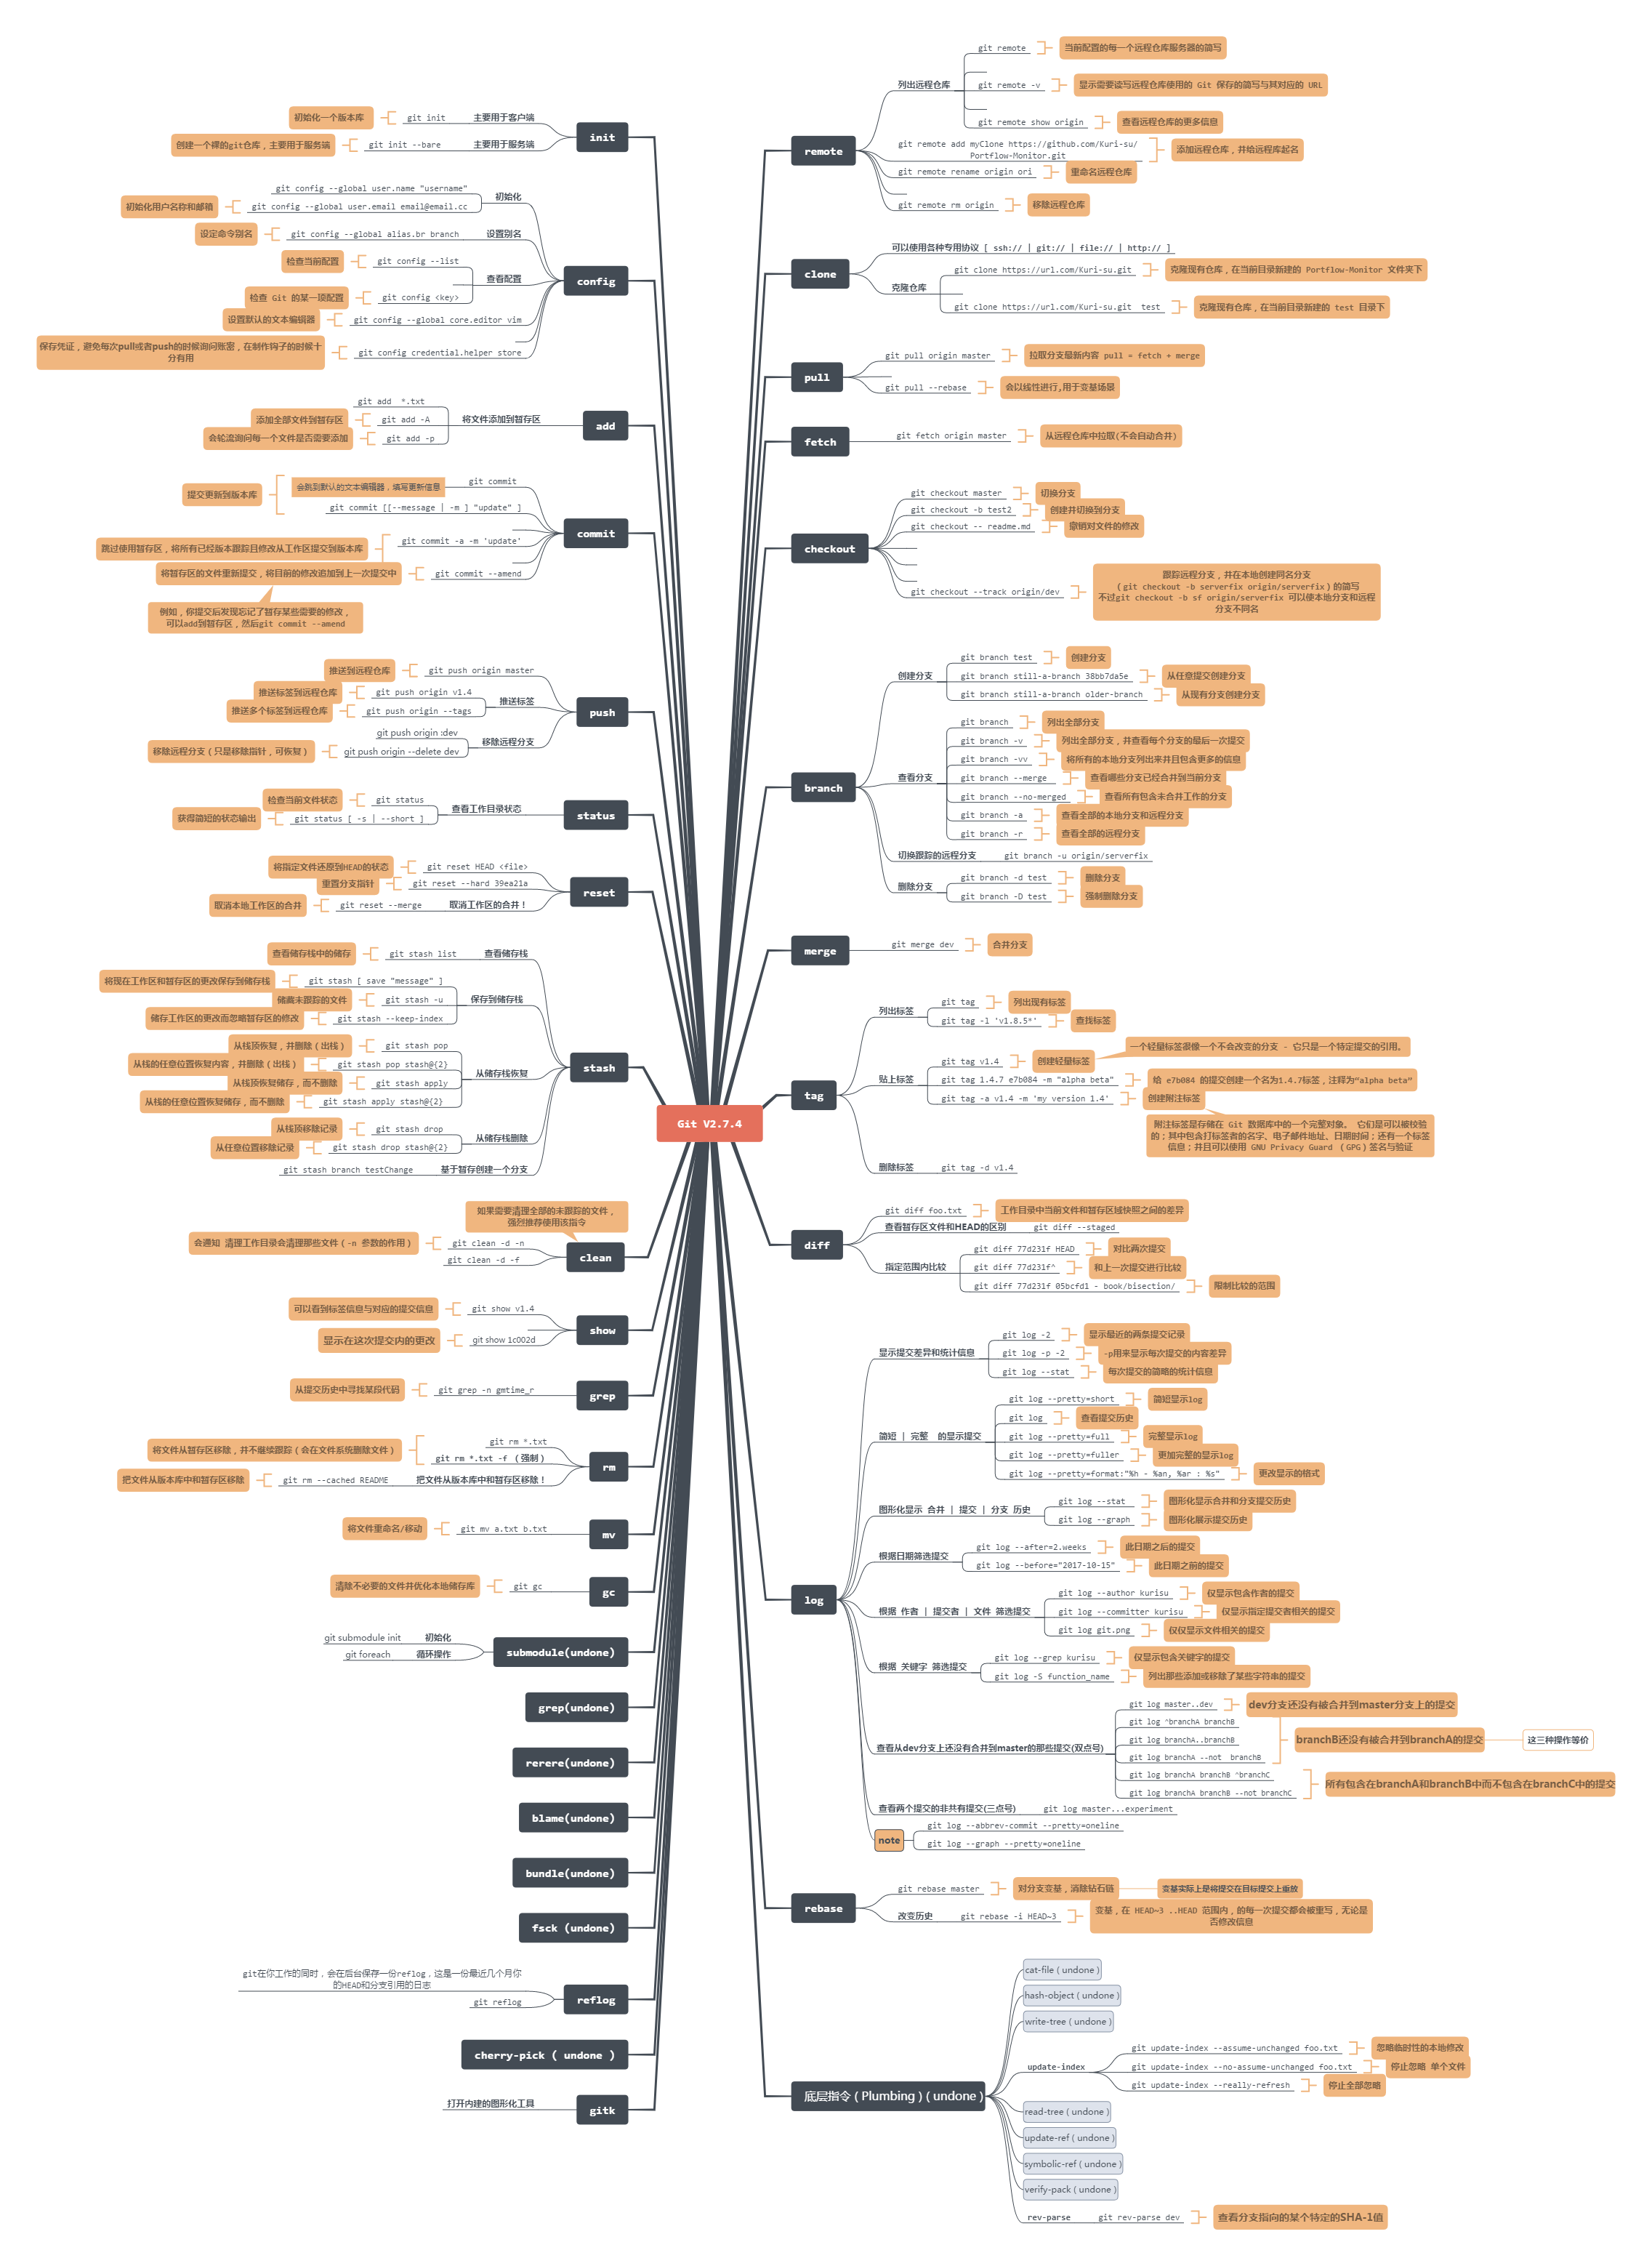 Git V2.7.4
init
主要用于客户端
git init
初始化一个版本库
主要用于服务端
git init --bare
创建一个裸的git仓库，主要用于服务端
config
初始化
git config --global user.name "username"
git config --global user.email email@email.cc
初始化用户名称和邮箱
设置别名
git config --global alias.br branch
设定命令别名
查看配置
git config --list
检查当前配置
git config <key>
检查 Git 的某一项配置
git config --global core.editor vim
设置默认的文本编辑器
git config credential.helper store
保存凭证，避免每次pull或者push的时候询问账密，在制作钩子的时候十
分有用
add
将文件添加到暂存区
git add  *.txt
git add -A
添加全部文件到暂存区
git add -p
会轮流询问每一个文件是否需要添加
commit
git commit
会跳到默认的文本编辑器，填写更新信息
git commit [[--message | -m ] "update" ]
提交更新到版本库
git commit -a -m 'update'
跳过使用暂存区，将所有已经版本跟踪且修改从工作区提交到版本库
git commit --amend
将暂存区的文件重新提交，将目前的修改追加到上一次提交中
例如，你提交后发现忘记了暂存某些需要的修改，
可以add到暂存区，然后git commit --amend
push
git push origin master
推送到远程仓库
推送标签
git push origin v1.4
推送标签到远程仓库
git push origin --tags
推送多个标签到远程仓库
移除远程分支
git push origin :dev
git push origin --delete dev
移除远程分支（只是移除指针，可恢复）
status
查看工作目录状态
git status
检查当前文件状态
git status [ -s | --short ]
获得简短的状态输出
reset
git reset HEAD <file>
将指定文件还原到HEAD的状态
git reset --hard 39ea21a
重置分支指针
取消工作区的合并！
git reset --merge
取消本地工作区的合并
stash
查看储存栈
git stash list
查看储存栈中的储存
保存到储存栈
git stash [ save "message" ]
将现在工作区和暂存区的更改保存到储存栈
git stash -u
储藏未跟踪的文件
git stash --keep-index
储存工作区的更改而忽略暂存区的修改
从储存栈恢复
git stash pop
从栈顶恢复，并删除（出栈）
git stash pop stash@{2}
从栈的任意位置恢复内容，并删除（出栈）
git stash apply
从栈顶恢复储存，而不删除
git stash apply stash@{2}
从栈的任意位置恢复储存，而不删除
从储存栈删除
git stash drop
从栈顶移除记录
git stash drop stash@{2}
从任意位置移除记录
基于暂存创建一个分支
git stash branch testChange
clean
如果需要清理全部的未跟踪的文件，
强烈推荐使用该指令
git clean -d -n
会通知 清理工作目录会清理那些文件（-n 参数的作用）
git clean -d -f
show
git show v1.4
可以看到标签信息与对应的提交信息
git show 1c002d
显示在这次提交内的更改
grep
git grep -n gmtime_r
从提交历史中寻找某段代码
rm
git rm *.txt
git rm *.txt -f （强制）
将文件从暂存区移除，并不继续跟踪（会在文件系统删除文件）
把文件从版本库中和暂存区移除！
git rm --cached README
把文件从版本库中和暂存区移除
mv
git mv a.txt b.txt
将文件重命名/移动
gc
git gc
清除不必要的文件并优化本地储存库
submodule(undone)
初始化
git submodule init
循环操作
git foreach
grep(undone)
rerere(undone)
blame(undone)
bundle(undone)
fsck (undone)
reflog
git在你工作的同时，会在后台保存一份reflog，这是一份最近几个月你
的HEAD和分支引用的日志
git reflog
cherry-pick ( undone )
gitk
打开内建的图形化工具
remote
列出远程仓库
git remote
当前配置的每一个远程仓库服务器的简写
git remote -v
显示需要读写远程仓库使用的 Git 保存的简写与其对应的 URL
git remote show origin
查看远程仓库的更多信息
git remote add myClone https://github.com/Kuri-su/
Portflow-Monitor.git
添加远程仓库，并给远程库起名
git remote rename origin ori
重命名远程仓库
git remote rm origin
移除远程仓库
clone
可以使用各种专用协议 [ ssh:// | git:// | file:// | http:// ]
克隆仓库
git clone https://url.com/Kuri-su.git
克隆现有仓库，在当前目录新建的 Portflow-Monitor 文件夹下
git clone https://url.com/Kuri-su.git  test
克隆现有仓库，在当前目录新建的 test 目录下
pull
git pull origin master
拉取分支最新内容 pull = fetch + merge
git pull --rebase
会以线性进行,用于变基场景
fetch
git fetch origin master
从远程仓库中拉取(不会自动合并)
checkout
git checkout master
切换分支
git checkout -b test2
创建并切换到分支
git checkout -- readme.md
撤销对文件的修改
git checkout --track origin/dev
跟踪远程分支，并在本地创建同名分支
（git checkout -b serverfix origin/serverfix）的简写
不过git checkout -b sf origin/serverfix 可以使本地分支和远程
分支不同名
branch
创建分支
git branch test
创建分支
git branch still-a-branch 38bb7da5e
从任意提交创建分支
git branch still-a-branch older-branch
从现有分支创建分支
查看分支
git branch
列出全部分支
git branch -v
列出全部分支，并查看每个分支的最后一次提交
git branch -vv
将所有的本地分支列出来并且包含更多的信息
git branch --merge
查看哪些分支已经合并到当前分支
git branch --no-merged
查看所有包含未合并工作的分支
git branch -a
查看全部的本地分支和远程分支
git branch -r
查看全部的远程分支
切换跟踪的远程分支
git branch -u origin/serverfix
删除分支
git branch -d test
删除分支
git branch -D test
强制删除分支
merge
git merge dev
合并分支
tag
列出标签
git tag
列出现有标签
git tag -l 'v1.8.5*'
查找标签
贴上标签
git tag v1.4
创建轻量标签
一个轻量标签很像一个不会改变的分支 - 它只是一个特定提交的引用。
git tag 1.4.7 e7b084 -m "alpha beta"
给 e7b084 的提交创建一个名为1.4.7标签，注释为"alpha beta"
git tag -a v1.4 -m 'my version 1.4'
创建附注标签
附注标签是存储在 Git 数据库中的一个完整对象。 它们是可以被校验
的；其中包含打标签者的名字、电子邮件地址、日期时间；还有一个标签
信息；并且可以使用 GNU Privacy Guard （GPG）签名与验证
删除标签
git tag -d v1.4
diff
git diff foo.txt
工作目录中当前文件和暂存区域快照之间的差异
查看暂存区文件和HEAD的区别
git diff --staged
指定范围内比较
git diff 77d231f HEAD
对比两次提交
git diff 77d231f^
和上一次提交进行比较
git diff 77d231f 05bcfd1 - book/bisection/
限制比较的范围
log
显示提交差异和统计信息
git log -2
显示最近的两条提交记录
git log -p -2
-p用来显示每次提交的内容差异
git log --stat
每次提交的简略的统计信息
简短 | 完整  的显示提交
git log --pretty=short
简短显示log
git log
查看提交历史
git log --pretty=full
完整显示log
git log --pretty=fuller
更加完整的显示log
git log --pretty=format:"%h - %an, %ar : %s"
更改显示的格式
图形化显示 合并 | 提交 | 分支 历史
git log --stat
图形化显示合并和分支提交历史
git log --graph
图形化展示提交历史
根据日期筛选提交
git log --after=2.weeks
此日期之后的提交
git log --before="2017-10-15"
此日期之前的提交
根据 作者 | 提交者 | 文件 筛选提交
git log --author kurisu
仅显示包含作者的提交
git log --committer kurisu
仅显示指定提交者相关的提交
git log git.png
仅仅显示文件相关的提交
根据 关键字 筛选提交
git log --grep kurisu
仅显示包含关键字的提交
git log -S function_name
列出那些添加或移除了某些字符串的提交
查看从dev分支上还没有合并到master的那些提交(双点号)
git log master..dev
dev分支还没有被合并到master分支上的提交
git log ^branchA branchB
git log branchA..branchB
git log branchA --not  branchB
branchB还没有被合并到branchA的提交
这三种操作等价
git log branchA branchB ^branchC
git log branchA branchB --not branchC
所有包含在branchA和branchB中而不包含在branchC中的提交
查看两个提交的非共有提交(三点号)
git log master...experiment
note
git log --abbrev-commit --pretty=oneline
git log --graph --pretty=oneline
rebase
git rebase master
对分支变基，消除钻石链
变基实际上是将提交在目标提交上重放
改变历史
git rebase -i HEAD~3
变基，在 HEAD~3 ..HEAD 范围内，的每一次提交都会被重写，无论是
否修改信息
底层指令 ( Plumbing ) ( undone )
cat-file ( undone )
hash-object ( undone )
write-tree ( undone )
update-index
git update-index --assume-unchanged foo.txt
忽略临时性的本地修改
git update-index --no-assume-unchanged foo.txt
停止忽略 单个文件
git update-index --really-refresh
停止全部忽略
read-tree ( undone )
update-ref ( undone )
symbolic-ref ( undone )
verify-pack ( undone )
rev-parse
git rev-parse dev
查看分支指向的某个特定的SHA-1值